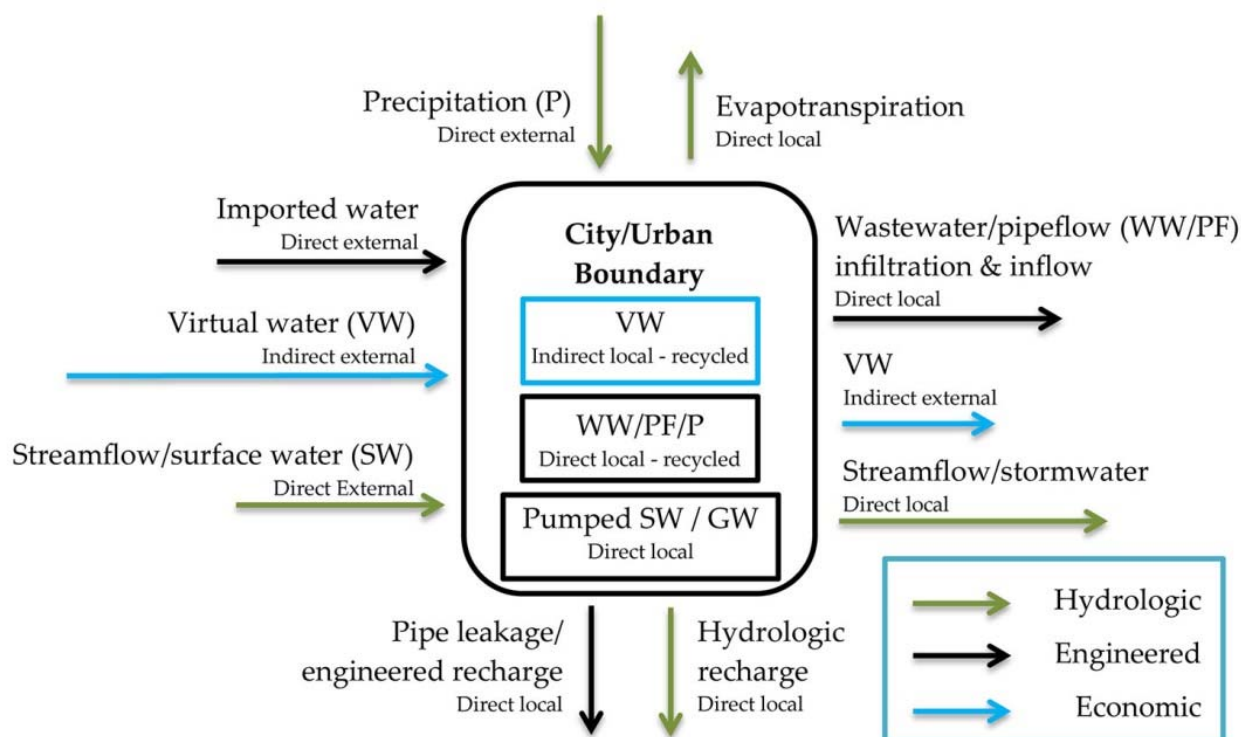 Precipitation (P)
Direct external
Evapotranspiration
Direct local
Imported water
Direct external
City/Urban
Boundary
Wastewater/pipeflow (WW/PF)
infiltration & inflow
Direct local
Virtual water (VW)
Indirect external
VW
Indirect local - recycled
VW
Indirect external
WW/PF/P
Direct local - recycled
Streamflow/surface water (SW)
Direct External
Streamflow/stormwater
Direct local
Pumped SW / GW
Direct local
Pipe leakage/
engineered recharge
Direct local
Hydrologic
recharge
Direct local
Hydrologic
Engineered
Economic